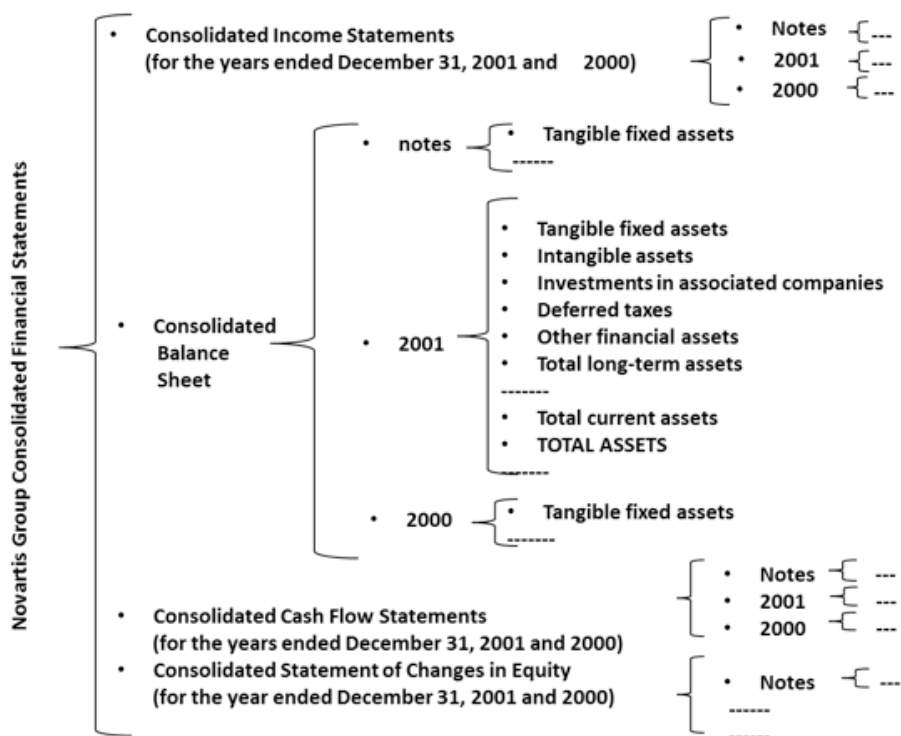 Novartis Group Consolidated Financial Statements
• Consolidated Income Statements
(for the years ended December 31, 2001 and 2000)
• Notes ---
• 2001 ---
• 2000 ---
• Consolidated
Balance
Sheet
• notes
• Tangible fixed assets
------
• 2001
• Tangible fixed assets
• Intangible assets
• Investments in associated companies
• Deferred taxes
• Other financial assets
• Total long-term assets
-------
• Total current assets
• TOTAL ASSETS
-------
• 2000
• Tangible fixed assets
-------
• Consolidated Cash Flow Statements
(for the years ended December 31, 2001 and 2000)
• Notes ---
• 2001 ---
• 2000 ---
• Consolidated Statement of Changes in Equity
(for the year ended December 31, 2001 and 2000)
• Notes ---
------
------